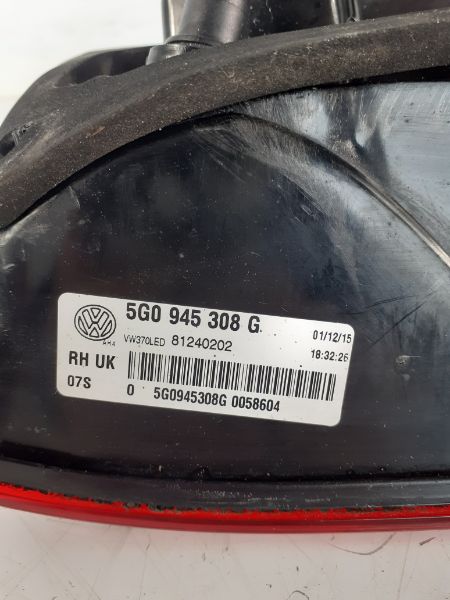 5G0 945 308 G
01/12/15
VW370LED 81240202
18:32:26
RH UK
07S
0 5G0945308G 0058604